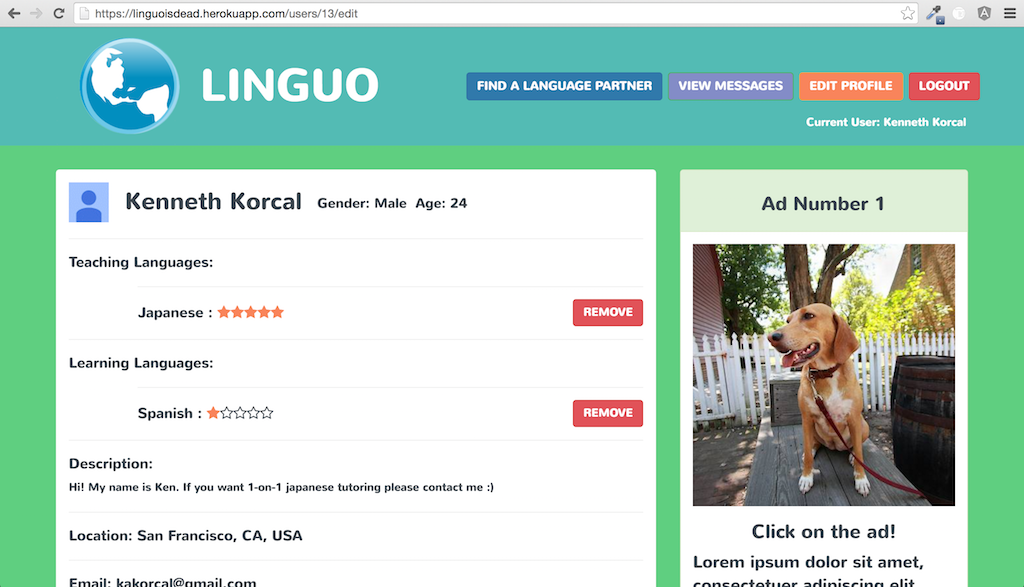 https://linguoisdead.herokuapp.com/users/13/edit
LINGUO
FIND A LANGUAGE PARTNER
VIEW MESSAGES
EDIT PROFILE
LOGOUT
Current User: Kenneth Korcal
Kenneth Korcal Gender: Male Age: 24
Teaching Languages:
Japanese :
REMOVE
Learning Languages:
Spanish :
REMOVE
Description:
Hi! My name is Ken. If you want 1-on-1 japanese tutoring please contact me :)
Location: San Francisco, CA, USA
Email: kakorcal@gmail.com
Ad Number 1
Click on the ad!
Lorem ipsum dolor sit amet,
consectetuer adipiscing elit